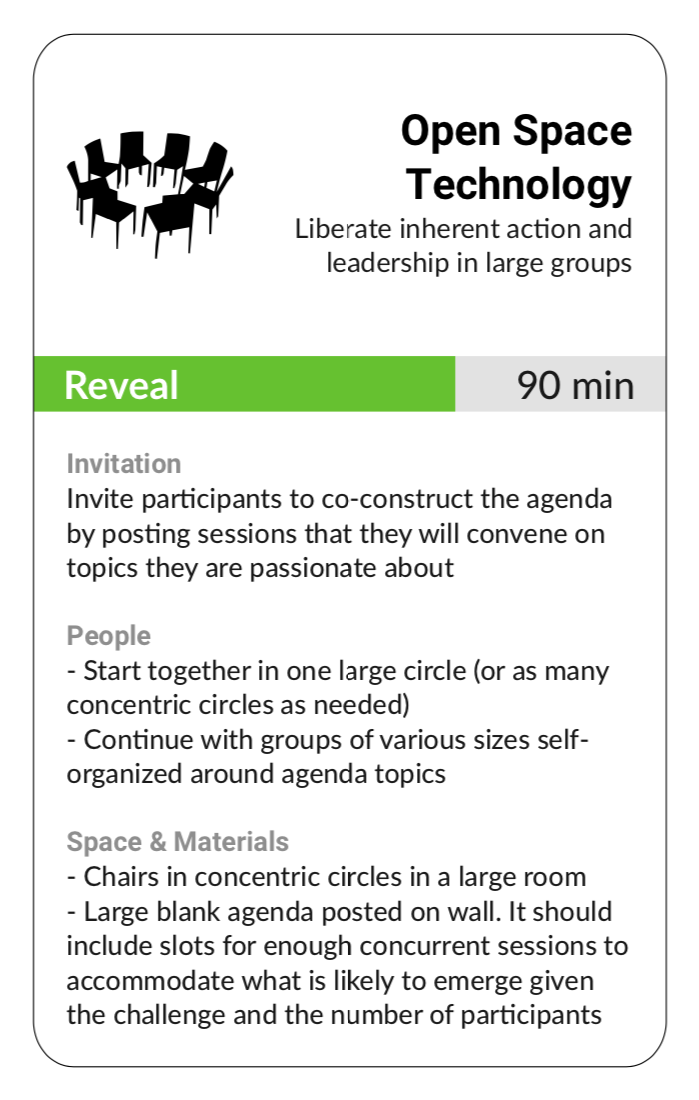 Open Space
Technology
Liberate inherent action and
leadership in large groups
Reveal
90 min
Invitation
Invite participants to co-construct the agenda
by posting sessions that they will convene on
topics they are passionate about
People
- Start together in one large circle (or as many
concentric circles as needed)
- Continue with groups of various sizes self-
organized around agenda topics
Space & Materials
- Chairs in concentric circles in a large room
- Large blank agenda posted on wall. It should
include slots for enough concurrent sessions to
accommodate what is likely to emerge given
the challenge and the number of participants